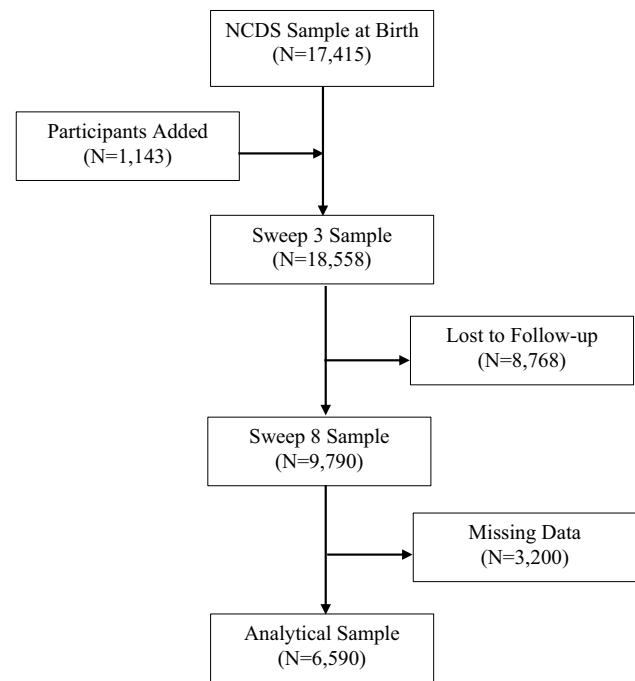 NCDS Sample at Birth
(N=17,415)
Participants Added
(N=1,143)
Sweep 3 Sample
(N=18,558)
Lost to Follow-up
(N=8,768)
Sweep 8 Sample
(N=9,790)
Missing Data
(N=3,200)
Analytical Sample
(N=6,590)